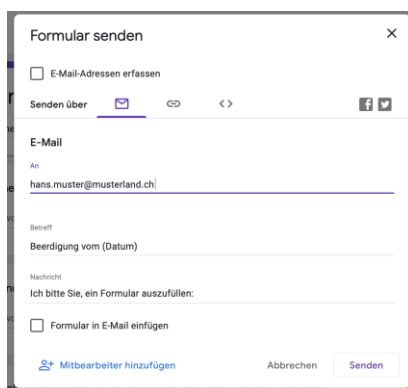 Formular senden
E-Mail-Adressen erfassen
Senden über
E-Mail
An
hans.muster@musterland.ch
Betreff
Beerdigung vom (Datum)
Nachricht
Ich bitte Sie, ein Formular auszufüllen:
Formular in E-Mail einfügen
Mitbearbeiter hinzufügen Abbrechen Senden